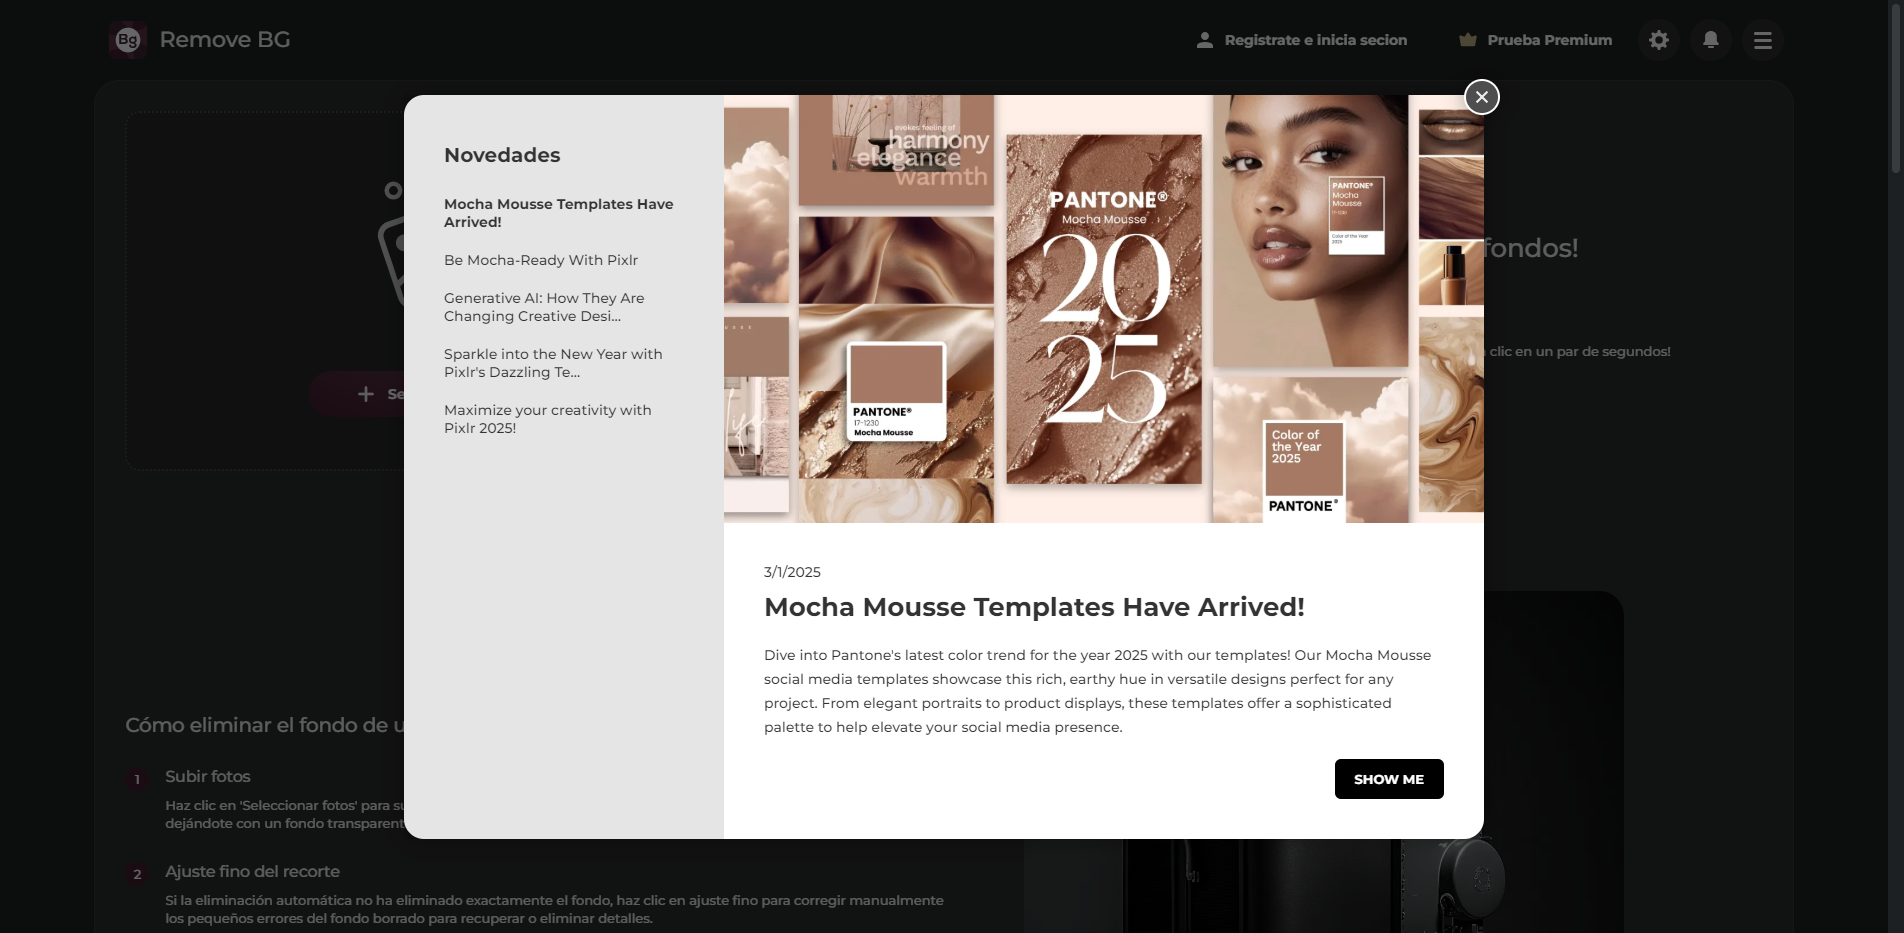 Bg
Remove BG
Registrate e inicia secion
Prueba Premium
Novedades
Mocha Mousse Templates Have
Arrived!
Be Mocha-Ready With Pixlr
Generative AI: How They Are
Changing Creative Desi...
Sparkle into the New Year with
Pixlr's Dazzling Te...
Maximize your creativity with
Pixlr 2025!
evokes feeling of
harmony
elegance
warmth
PANTONE®
Mocha Mousse
2025
PANTONE®
Mocha
Mousse
17-1230
Color of the Year
2025
life
PANTONE®
17-1230
Mocha Mousse
Color of
the Year
2025
PANTONE®
3/1/2025
Mocha Mousse Templates Have Arrived!
Dive into Pantone's latest color trend for the year 2025 with our templates! Our Mocha Mousse
social media templates showcase this rich, earthy hue in versatile designs perfect for any
project. From elegant portraits to product displays, these templates offer a sophisticated
palette to help elevate your social media presence.
SHOW ME
fondos!
clic en un par de segundos!
Se
Cómo eliminar el fondo de u
1
Subir fotos
Haz clic en 'Seleccionar fotos' para su
dejándote con un fondo transparent
2
Ajuste fino del recorte
Si la eliminación automática no ha eliminado exactamente el fondo, haz clic en ajuste fino para corregir manualmente
los pequeños errores del fondo borrado para recuperar o eliminar detalles.